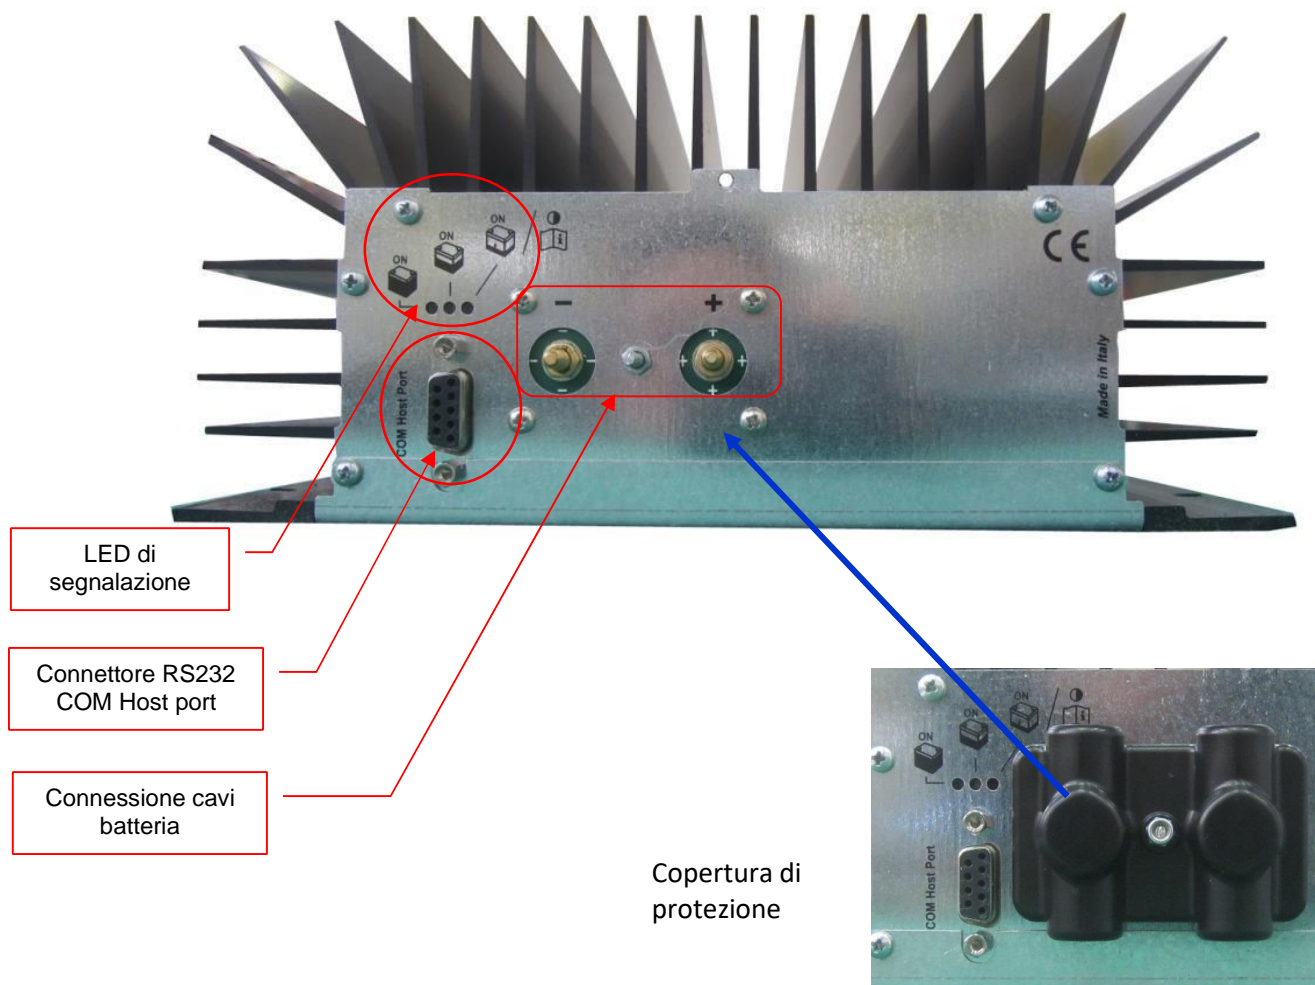 ON
ON
ON
i
CE
− +
COM Host Port
Made in Italy
LED di
segnalazione
Connettore RS232
COM Host port
Connessione cavi
batteria
Copertura di
protezione
ON
ON
ON
i
COM Host Port